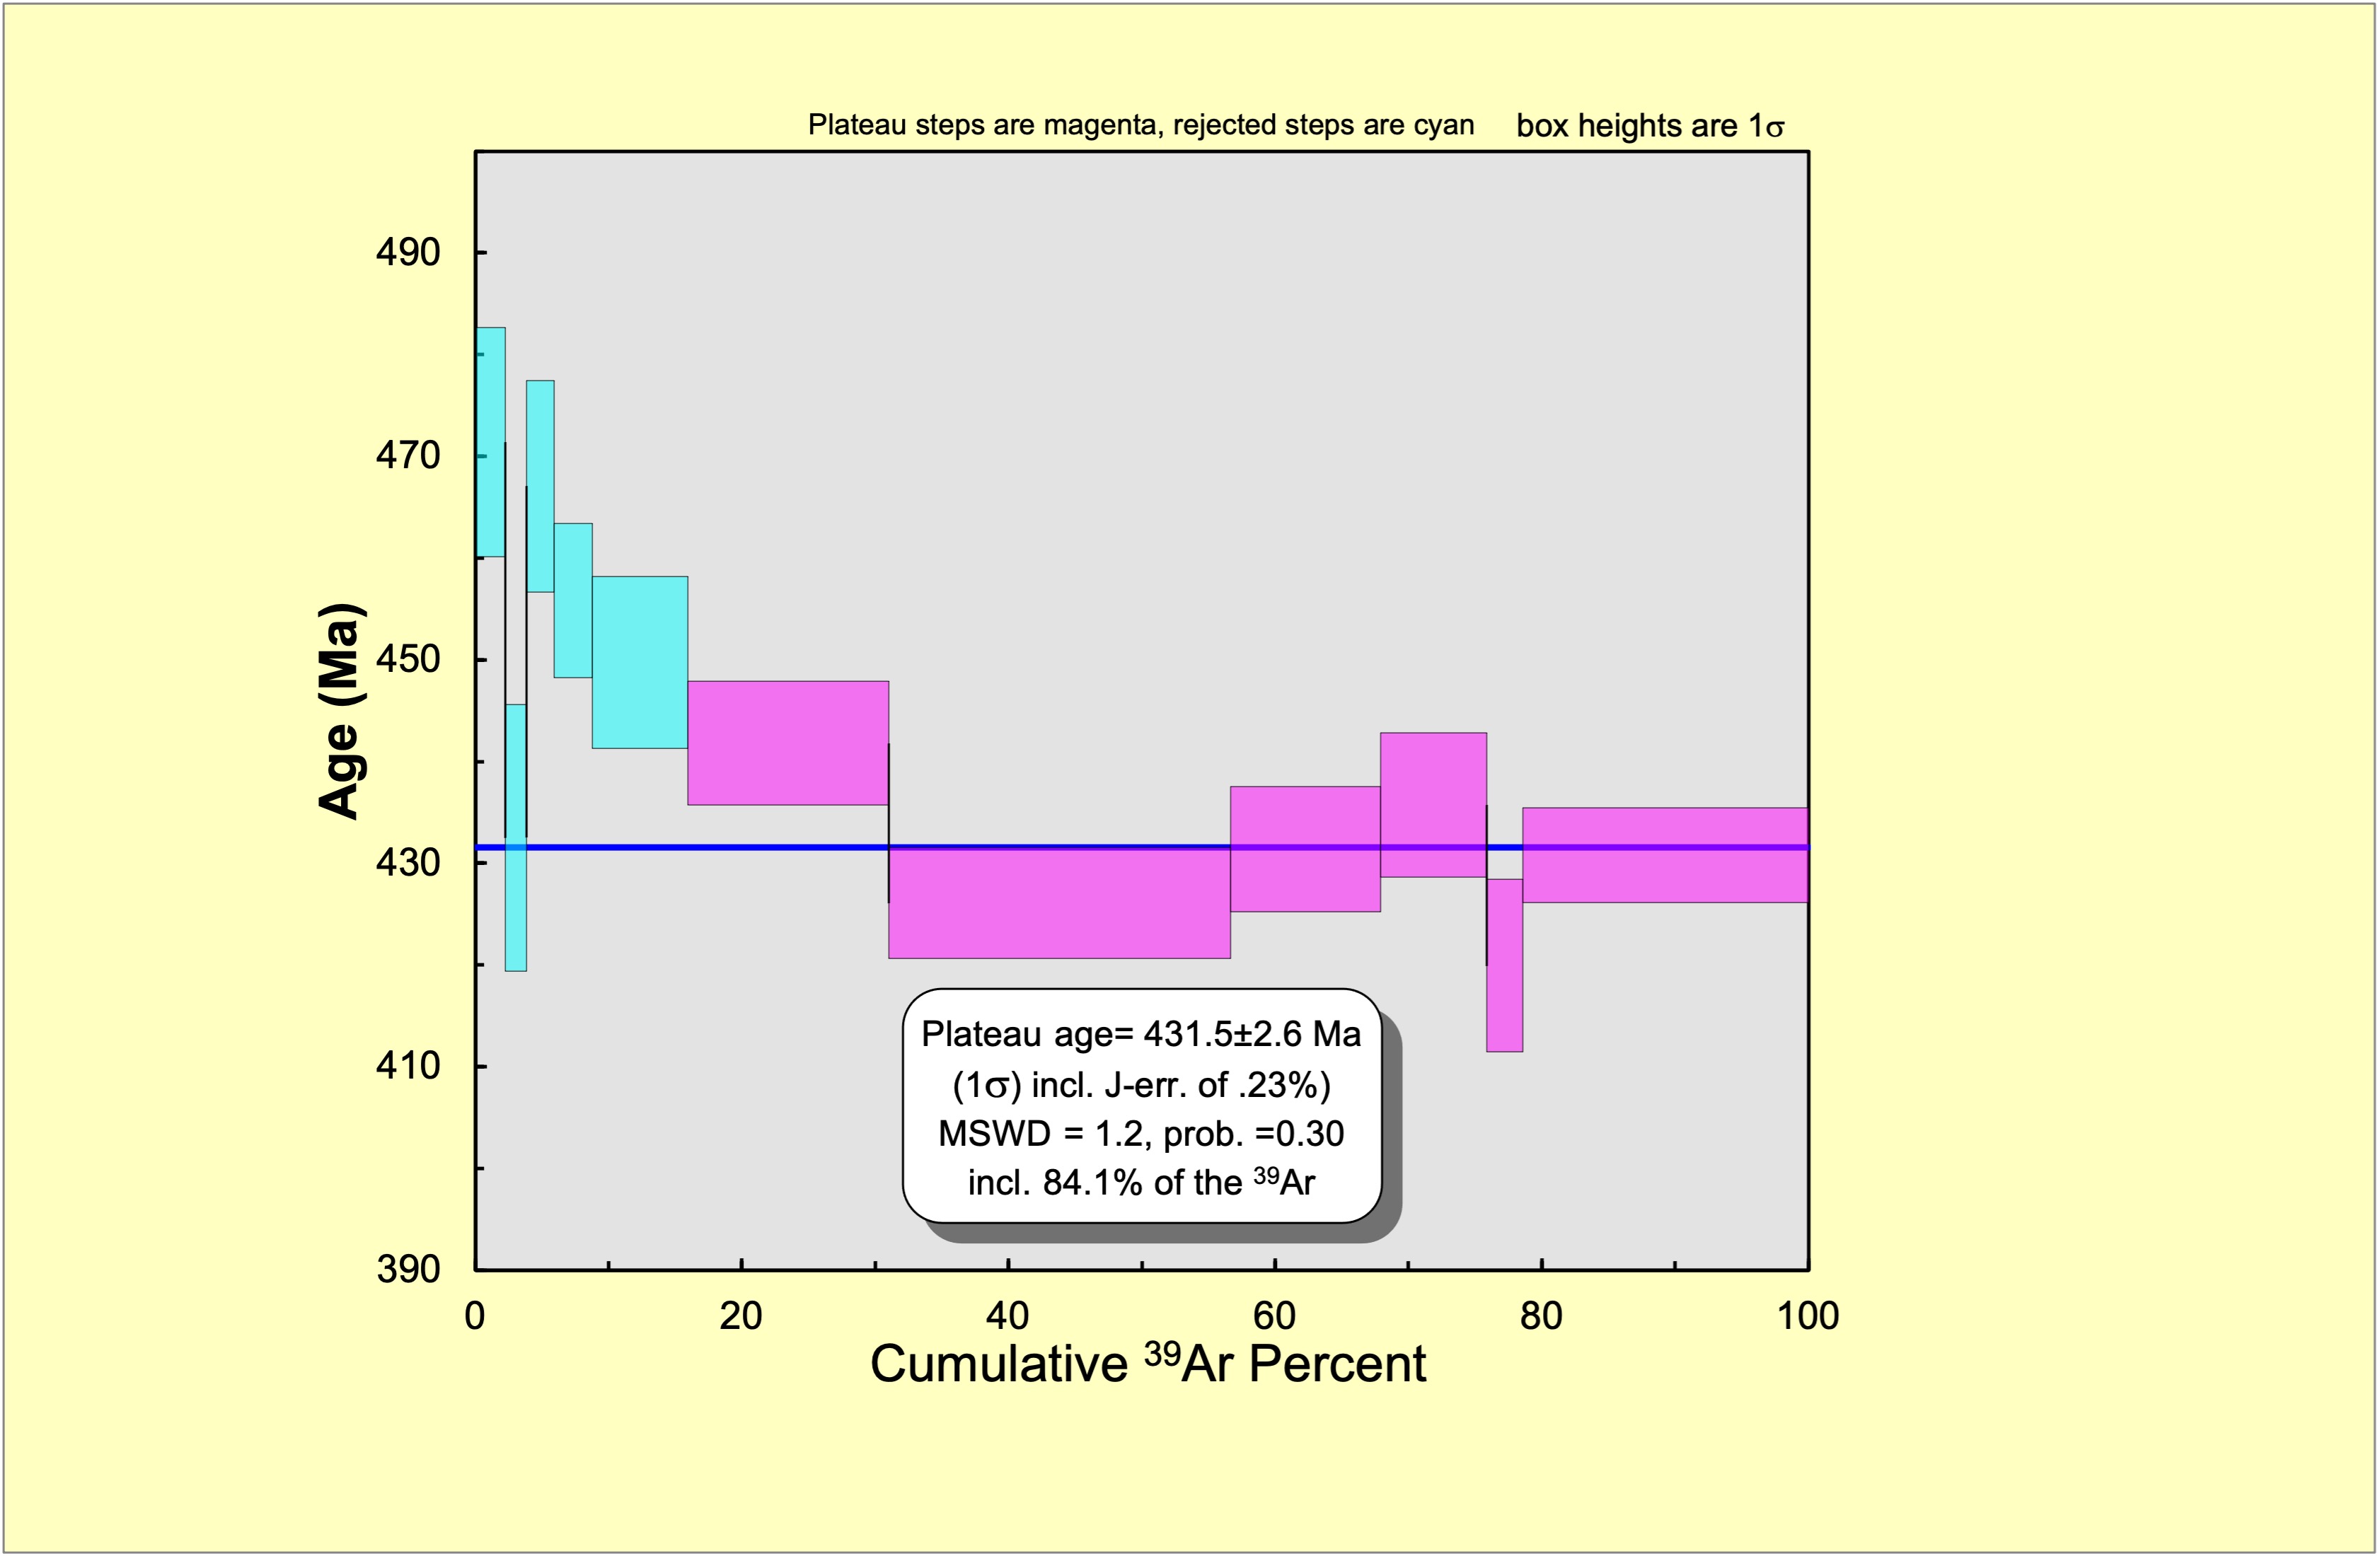 Plateau steps are magenta, rejected steps are cyan box heights are 1σ
490
470
450
430
410
390
Age (Ma)
Plateau age= 431.5±2.6 Ma
(1σ) incl. J-err. of .23%)
MSWD = 1.2, prob. =0.30
incl. 84.1% of the ³⁹Ar
0 20 40 60 80 100
Cumulative ³⁹Ar Percent